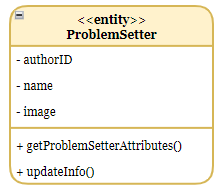 <<entity>>
ProblemSetter
- authorID
- name
- image
+ getProblemSetterAttributes()
+ updateInfo()